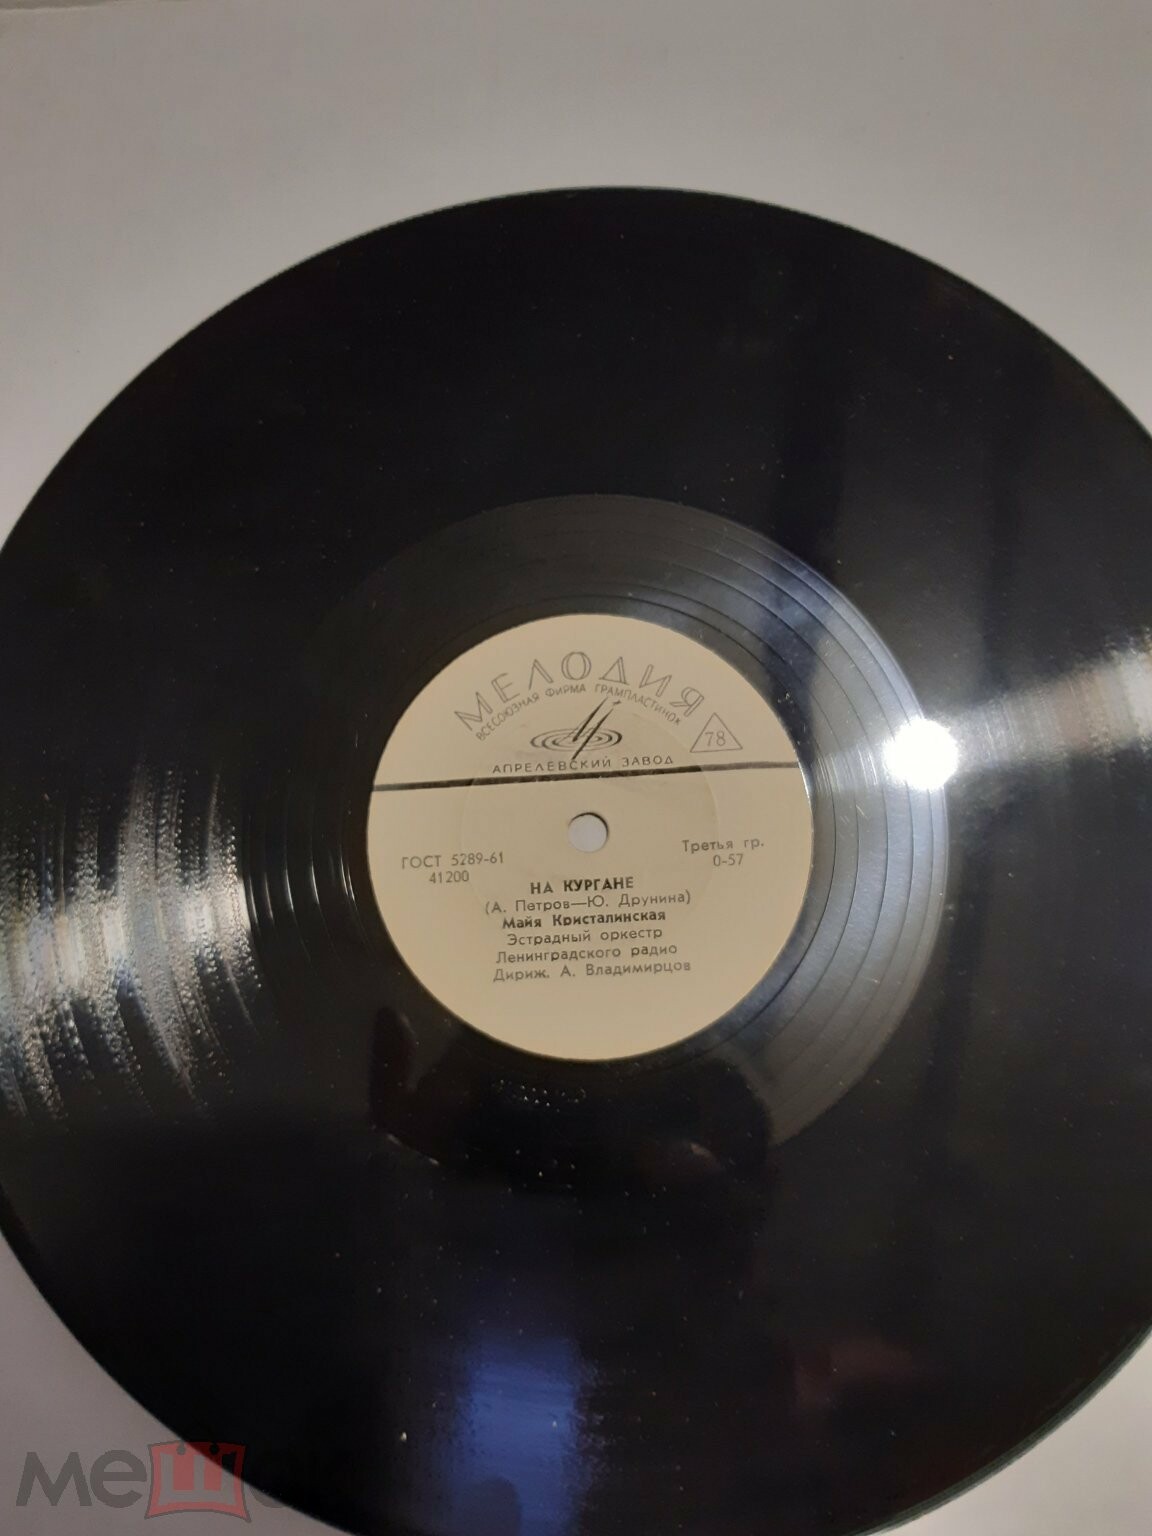 МЕЛОДИЯ
ВСЕСОЮЗНАЯ ФИРМА ГРАМПЛАСТИНОК
78
АПРЕЛЕВСКИЙ ЗАВОД
ГОСТ 5289-61
41200
Третья гр.
0-57
НА КУРГАНЕ
(А. Петров—Ю. Друнина)
Майя Кристалинская
Эстрадный оркестр
Ленинградского радио
Дириж. А. Владимирцов